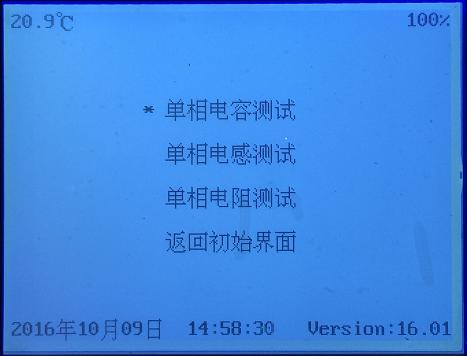 20.9℃ 100%
* 单相电容测试
单相电感测试
单相电阻测试
返回初始界面
2016年10月09日 14:58:30 Version:16.01